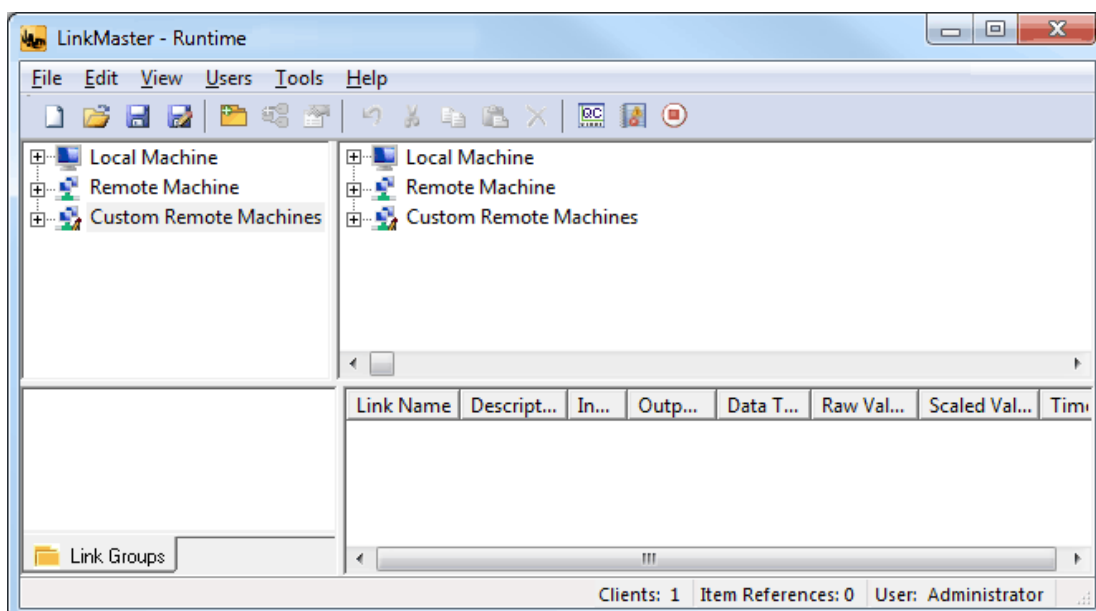 LinkMaster - Runtime
File Edit View Users Tools Help
QC
Local Machine
Remote Machine
Custom Remote Machines
Local Machine
Remote Machine
Custom Remote Machines
Link Name Descript... In... Outp... Data T... Raw Val... Scaled Val... Time
Link Groups
Clients: 1 Item References: 0 User: Administrator